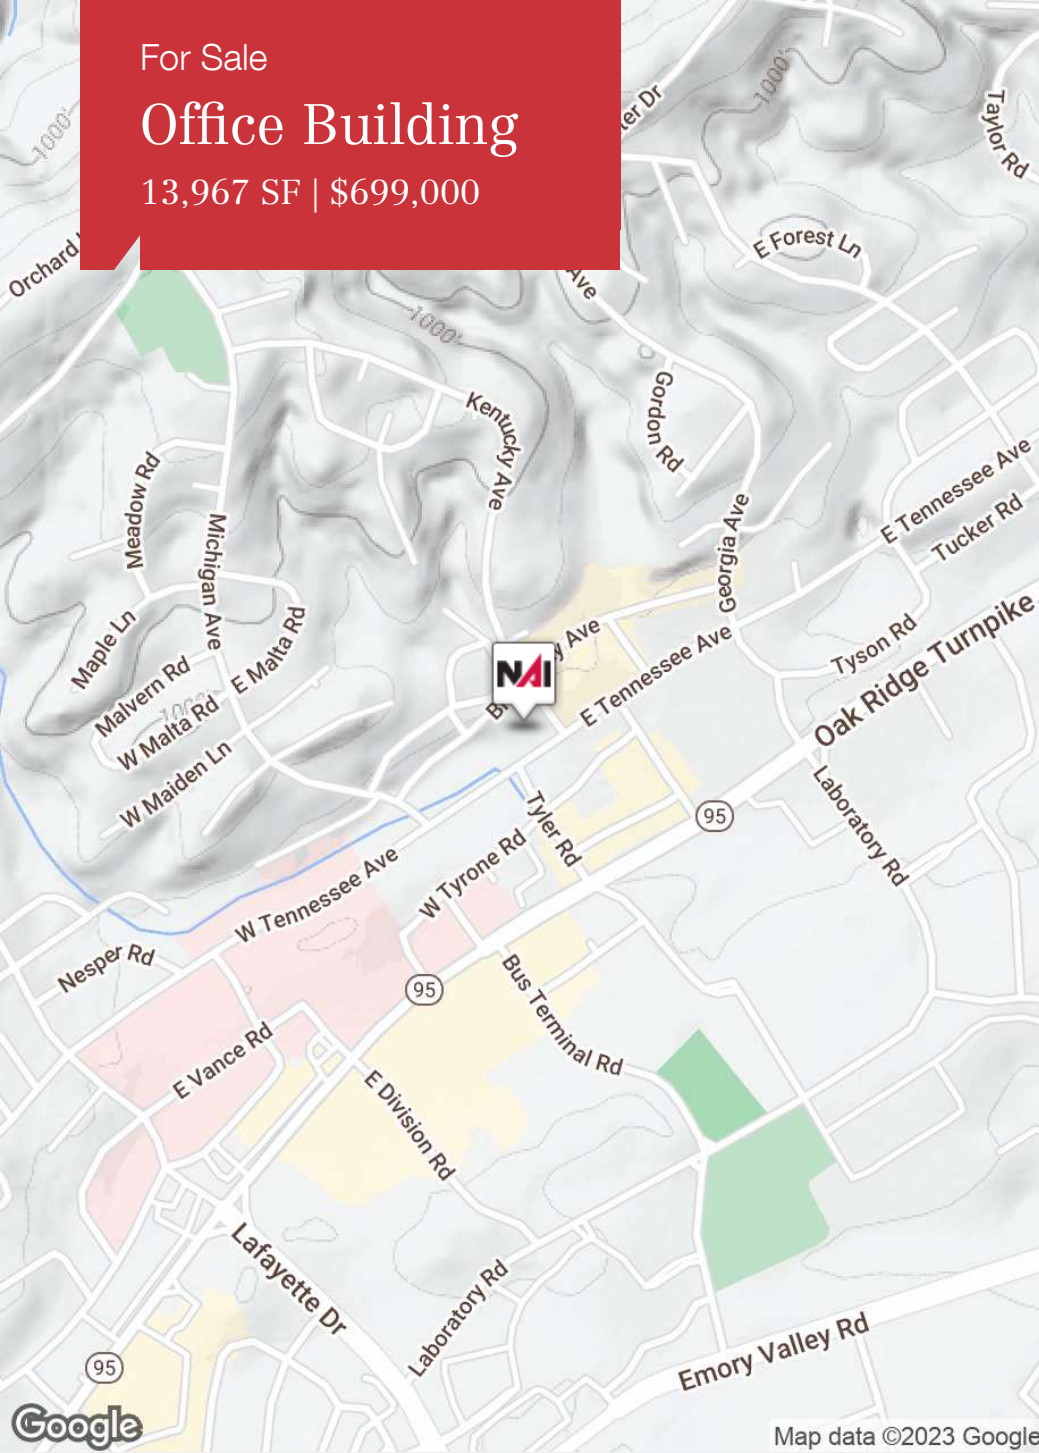 For Sale
Office Building
13,967 SF | $699,000
1000'
1000'
Taylor Rd
E Forest Ln
Orchard
Ave
1000'
Gordon Rd
Kentucky Ave
Meadow Rd
Michigan Ave
Georgia Ave
E Tennessee Ave
Tucker Rd
Maple Ln
E Malta Rd
Malvern Rd
W Malta Rd
W Maiden Ln
NAI
Ave
E Tennessee Ave
Tyson Rd
Oak Ridge Turnpike
95
Laboratory Rd
Tyler Rd
W Tyrone Rd
W Tennessee Ave
Nesper Rd
95
Bus Terminal Rd
E Vance Rd
E Division Rd
Lafayette Dr
Laboratory Rd
Emory Valley Rd
95
Google
Map data ©2023 Google